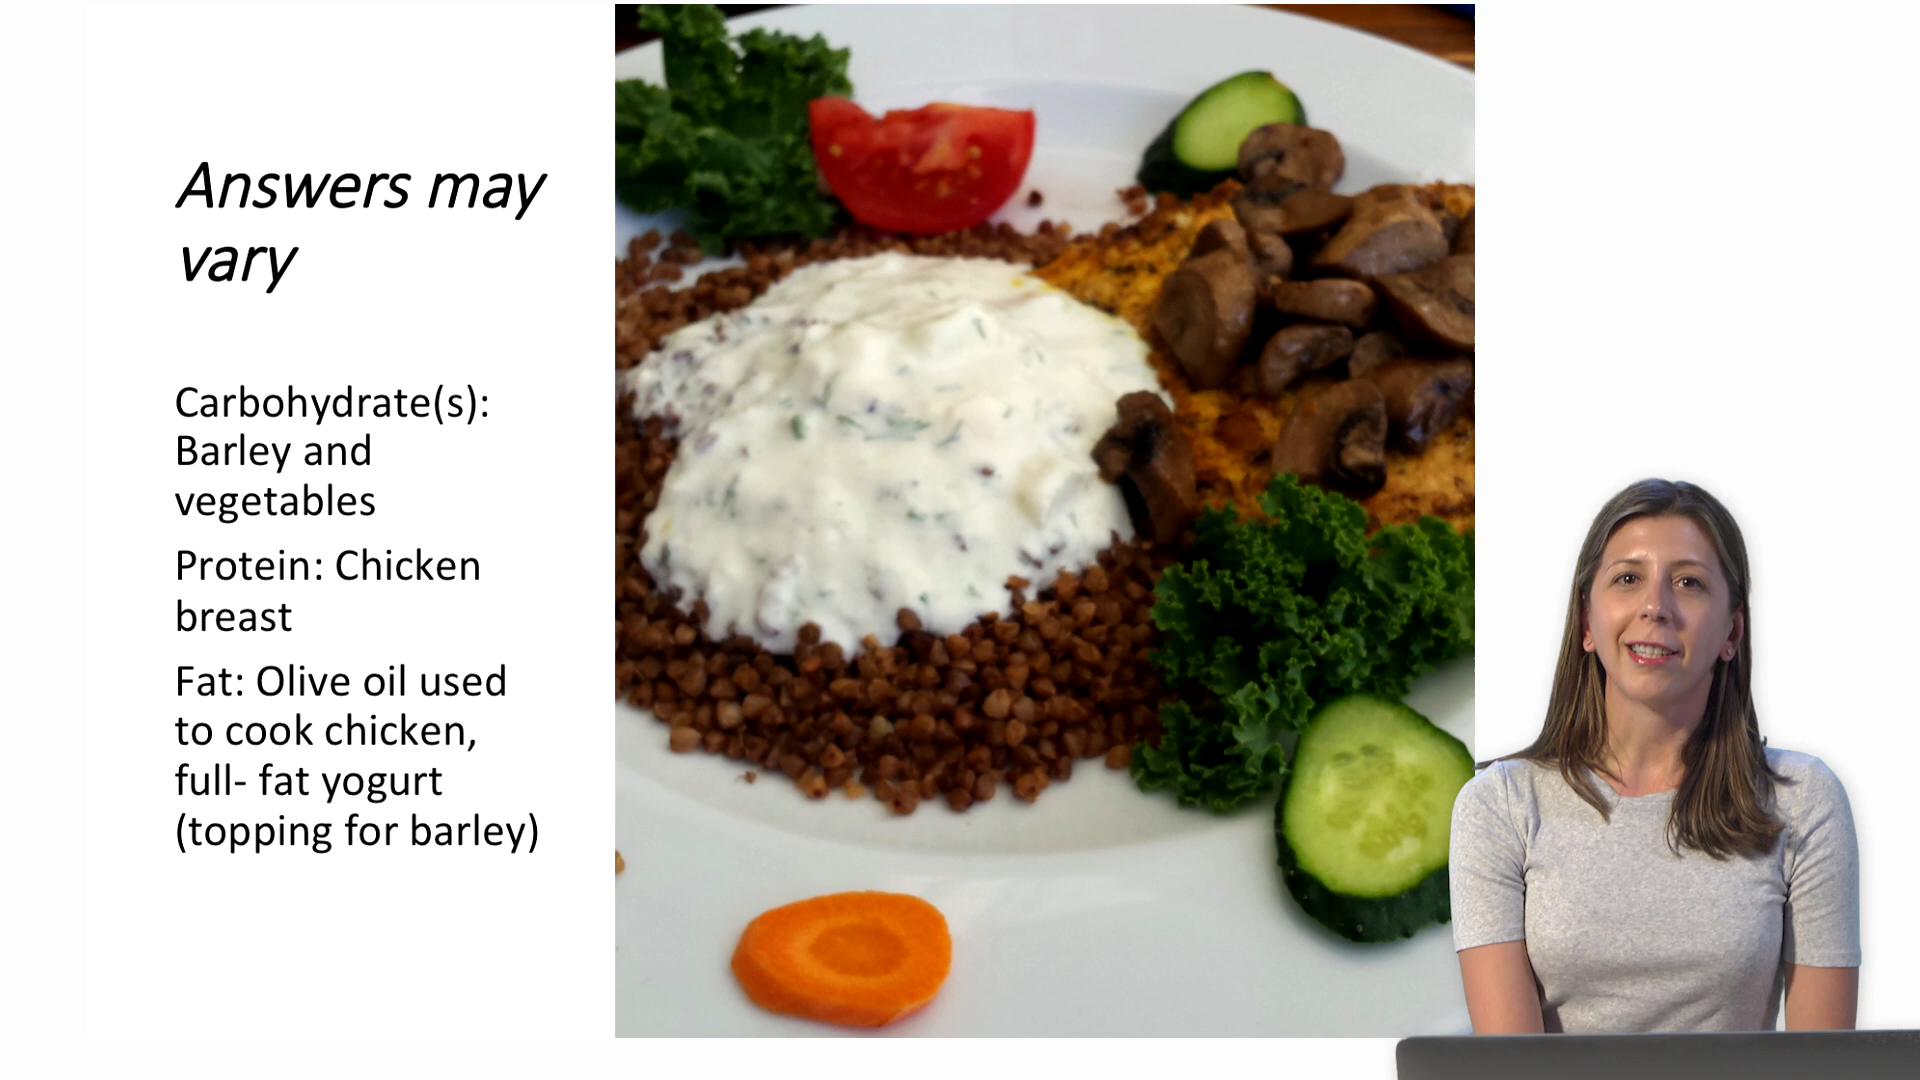 Answers may
vary
Carbohydrate(s):
Barley and
vegetables
Protein: Chicken
breast
Fat: Olive oil used
to cook chicken,
full- fat yogurt
(topping for barley)